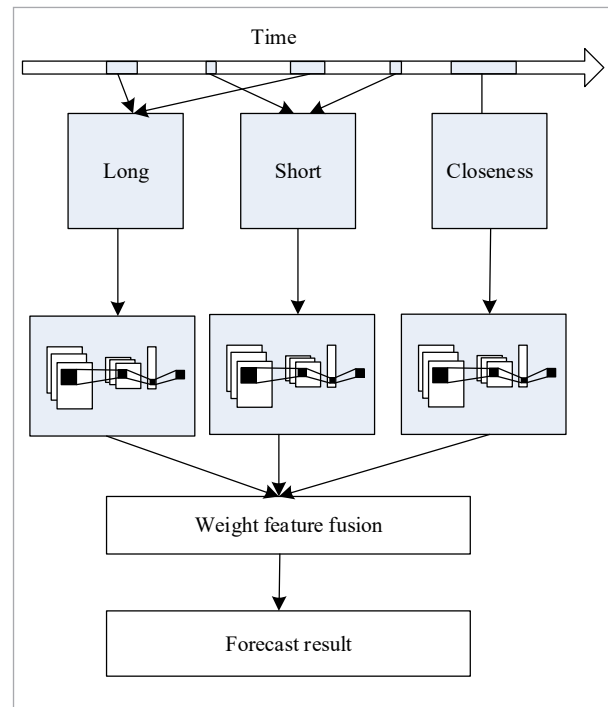 Time
Long
Short
Closeness
Weight feature fusion
Forecast result